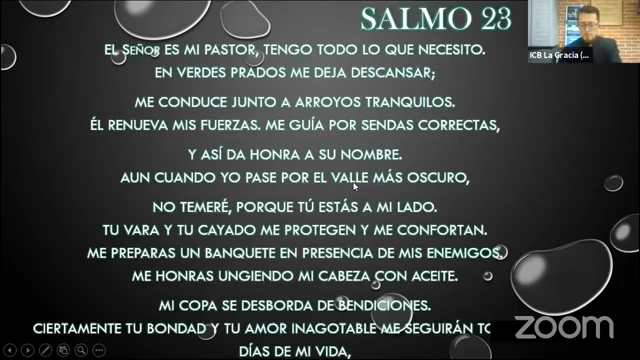 SALMO 23
ICB La Gracia (...
EL SEÑOR ES MI PASTOR, TENGO TODO LO QUE NECESITO.
EN VERDES PRADOS ME DEJA DESCANSAR;
ME CONDUCE JUNTO A ARROYOS TRANQUILOS.
ÉL RENUEVA MIS FUERZAS. ME GUÍA POR SENDAS CORRECTAS,
Y ASÍ DA HONRA A SU NOMBRE.
AUN CUANDO YO PASE POR EL VALLE MÁS OSCURO,
NO TEMERÉ, PORQUE TÚ ESTÁS A MI LADO.
TU VARA Y TU CAYADO ME PROTEGEN Y ME CONFORTAN.
ME PREPARAS UN BANQUETE EN PRESENCIA DE MIS ENEMIGOS.
ME HONRAS UNGIENDO MI CABEZA CON ACEITE.
MI COPA SE DESBORDA DE BENDICIONES.
CIERTAMENTE TU BONDAD Y TU AMOR INAGOTABLE ME SEGUIRÁN
DÍAS DE MI VIDA,
zoom